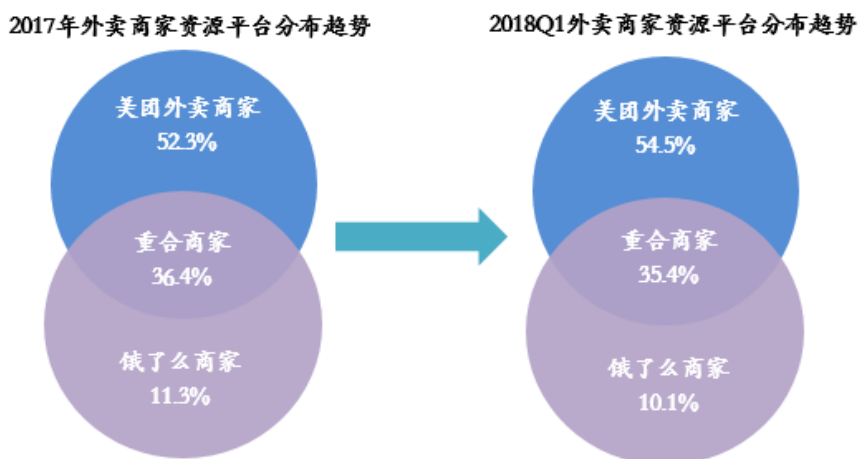 2017年外卖商家资源平台分布趋势
美团外卖商家
52.3%
重合商家
36.4%
饿了么商家
11.3%
2018Q1外卖商家资源平台分布趋势
美团外卖商家
54.5%
重合商家
35.4%
饿了么商家
10.1%